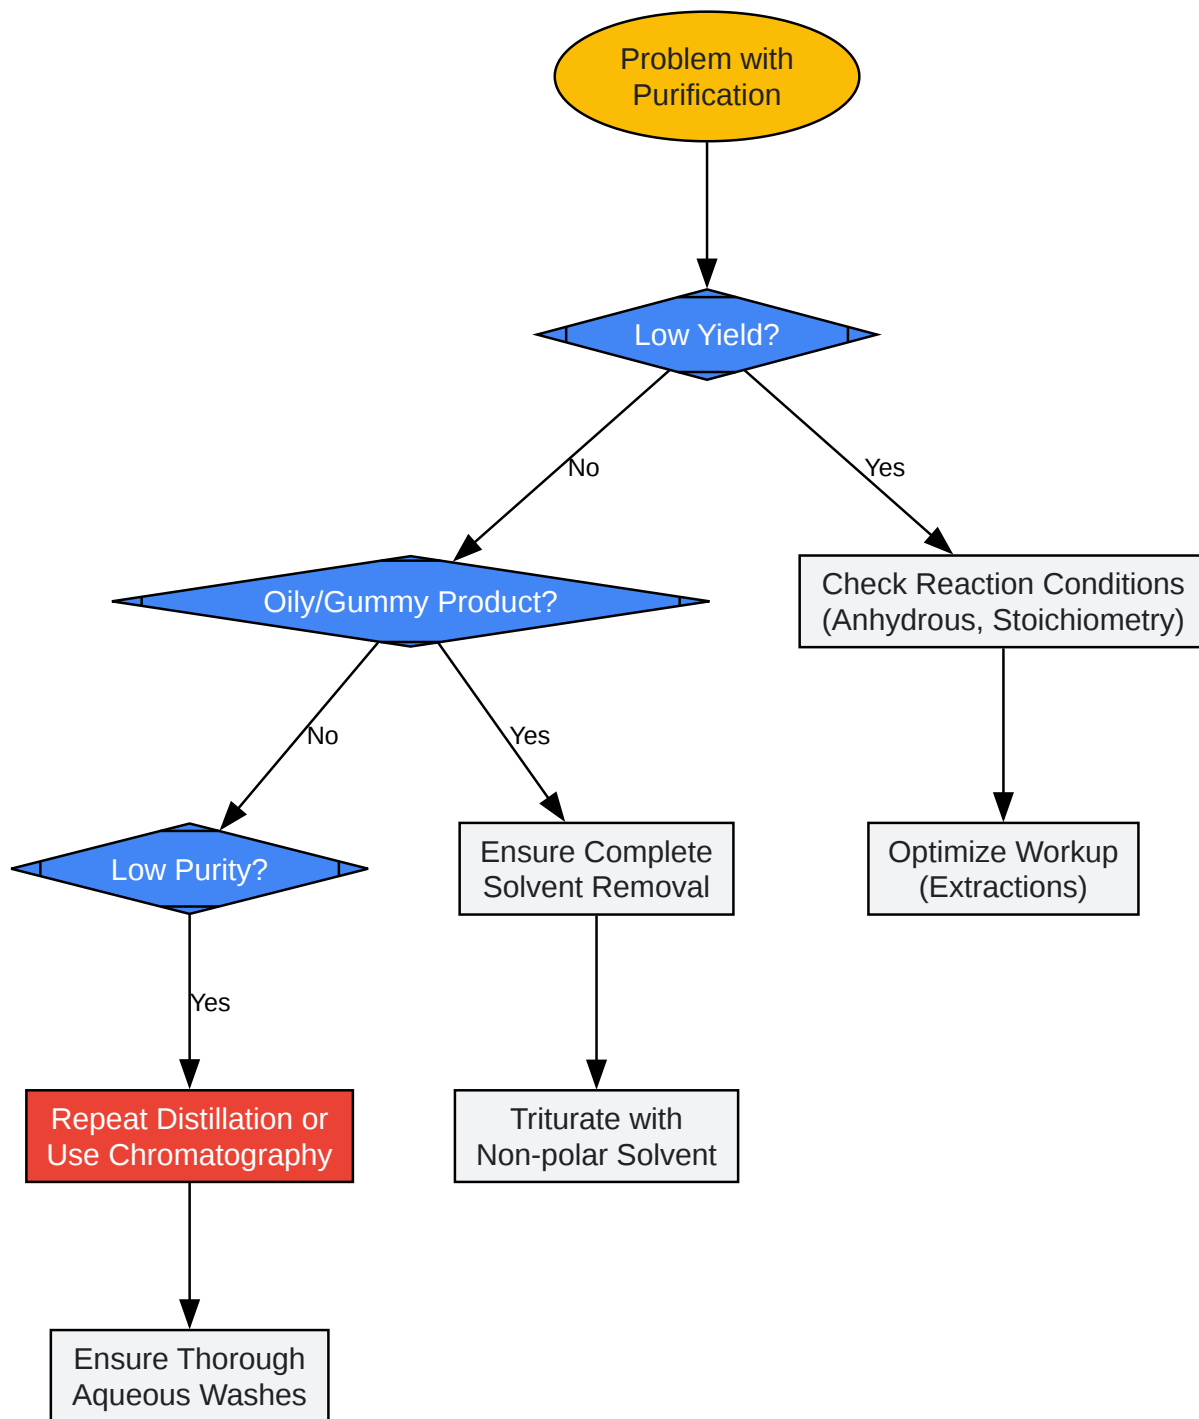 Problem with
Purification
Low Yield?
No
Yes
Oily/Gummy Product?
Check Reaction Conditions
(Anhydrous, Stoichiometry)
No
Yes
Low Purity?
Ensure Complete
Solvent Removal
Optimize Workup
(Extractions)
Yes
Repeat Distillation or
Use Chromatography
Triturate with
Non-polar Solvent
Ensure Thorough
Aqueous Washes